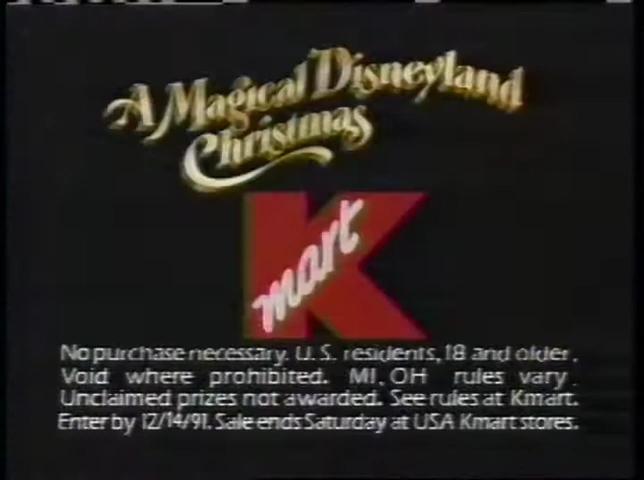 A Magical Disneyland
Christmas
K
mart
No purchase necessary. U.S. residents, 18 and older.
Void where prohibited. MI, OH rules vary.
Unclaimed prizes not awarded. See rules at Kmart.
Enter by 12/14/91. Sale ends Saturday at USA Kmart stores.